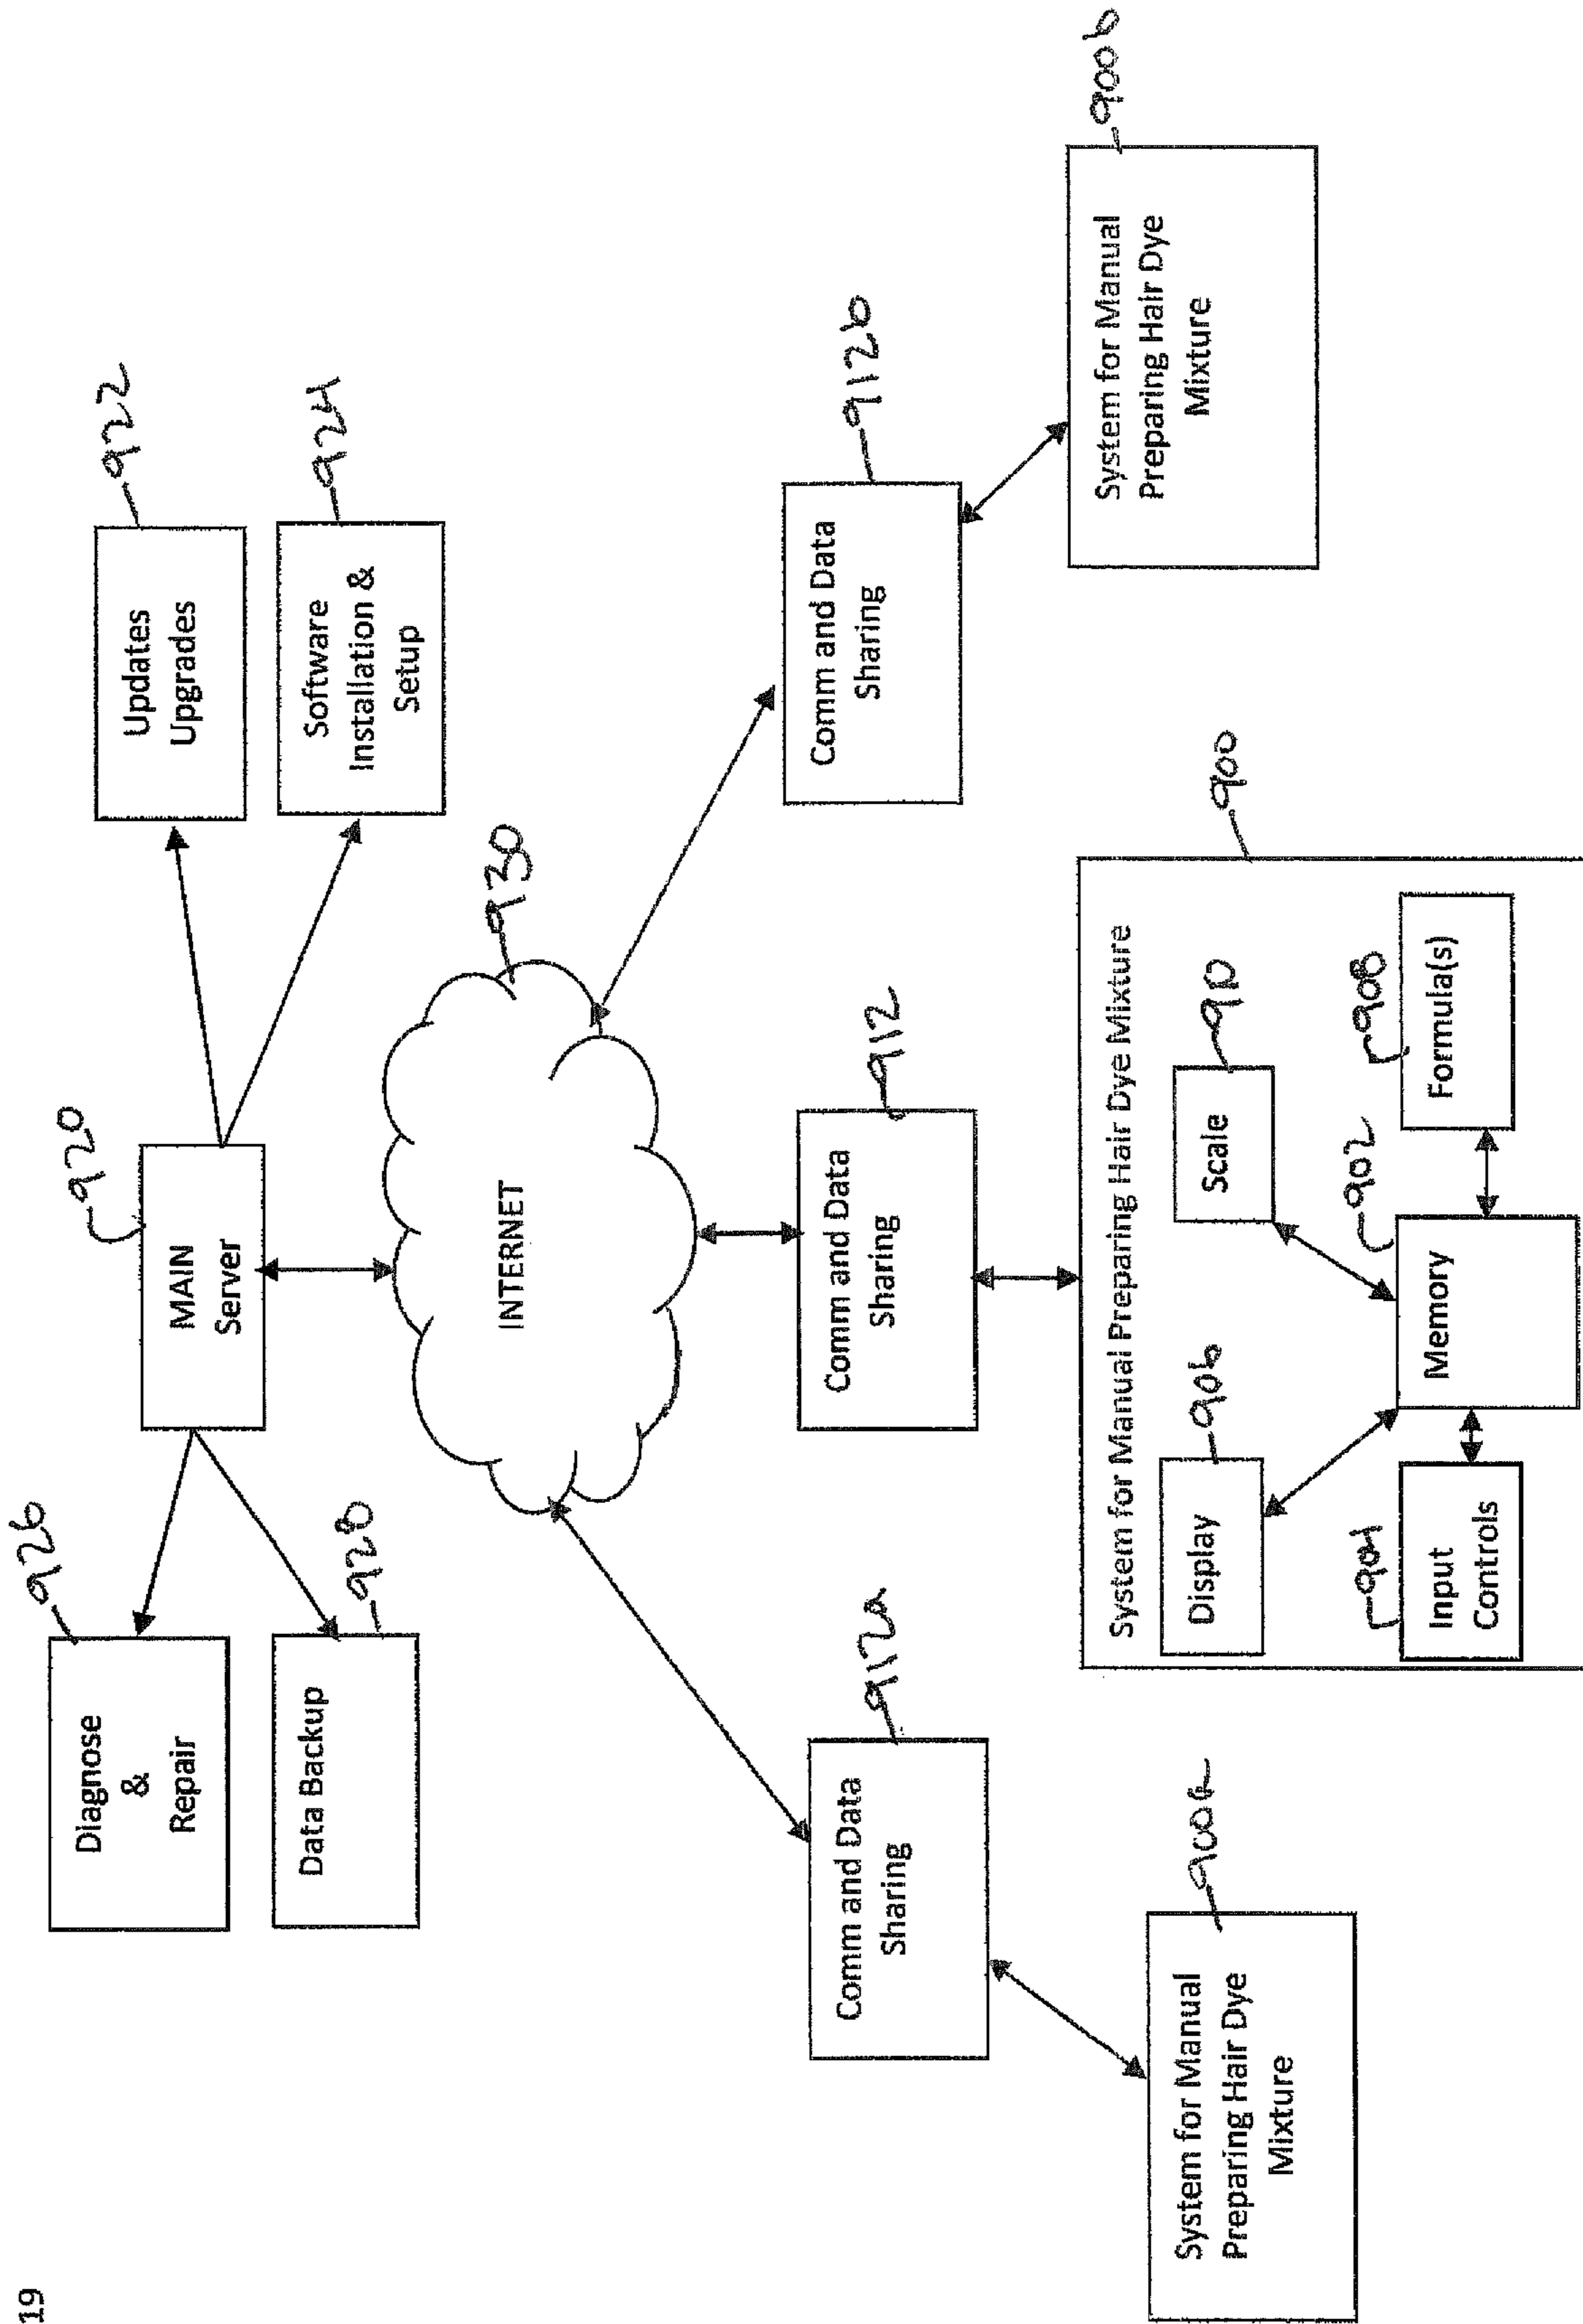 19
926
Diagnose
&
Repair
Data Backup
928
920
MAIN
Server
922
Updates
Upgrades
924
Software
Installation &
Setup
930
INTERNET
912a
Comm and Data
Sharing
912
Comm and Data
Sharing
912b
Comm and Data
Sharing
900a
System for Manual
Preparing Hair Dye
Mixture
900
System for Manual Preparing Hair Dye Mixture
Display
906
Scale
910
904
Input
Controls
902
Memory
908
Formula(s)
900b
System for Manual
Preparing Hair Dye
Mixture